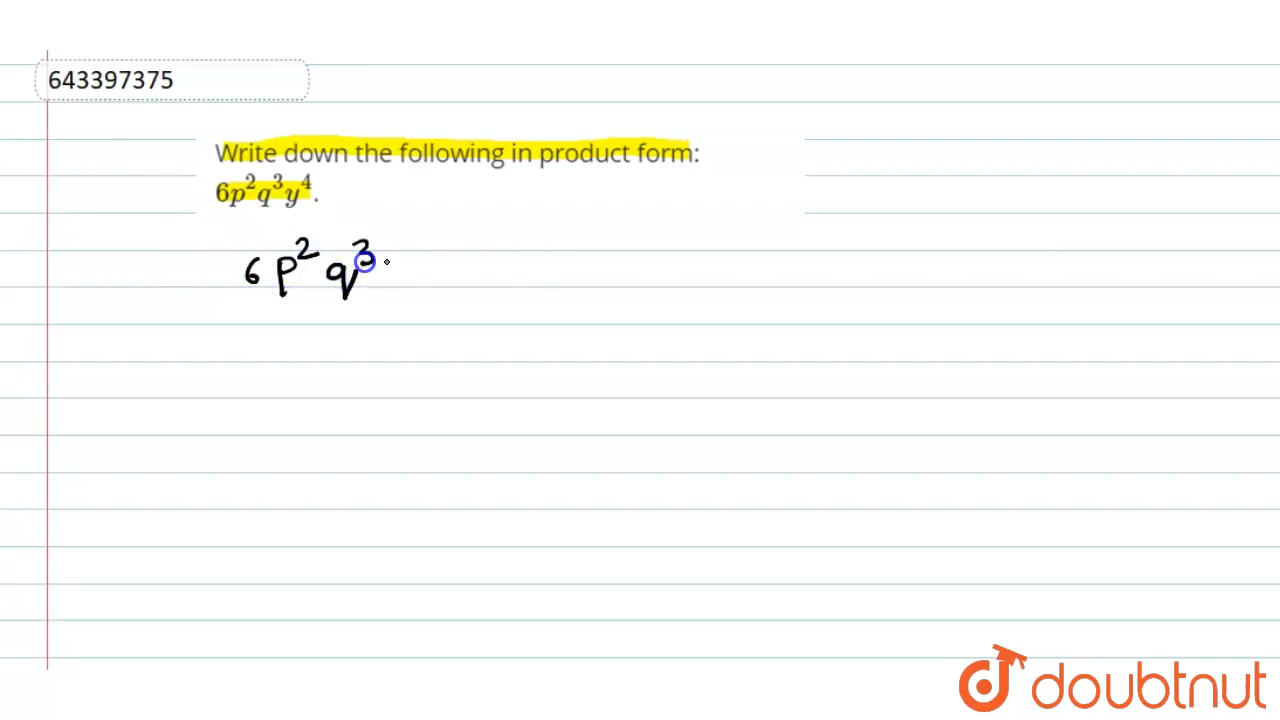 643397375
Write down the following in product form:
6p²q³y⁴.
6 p² q³
doubtnut